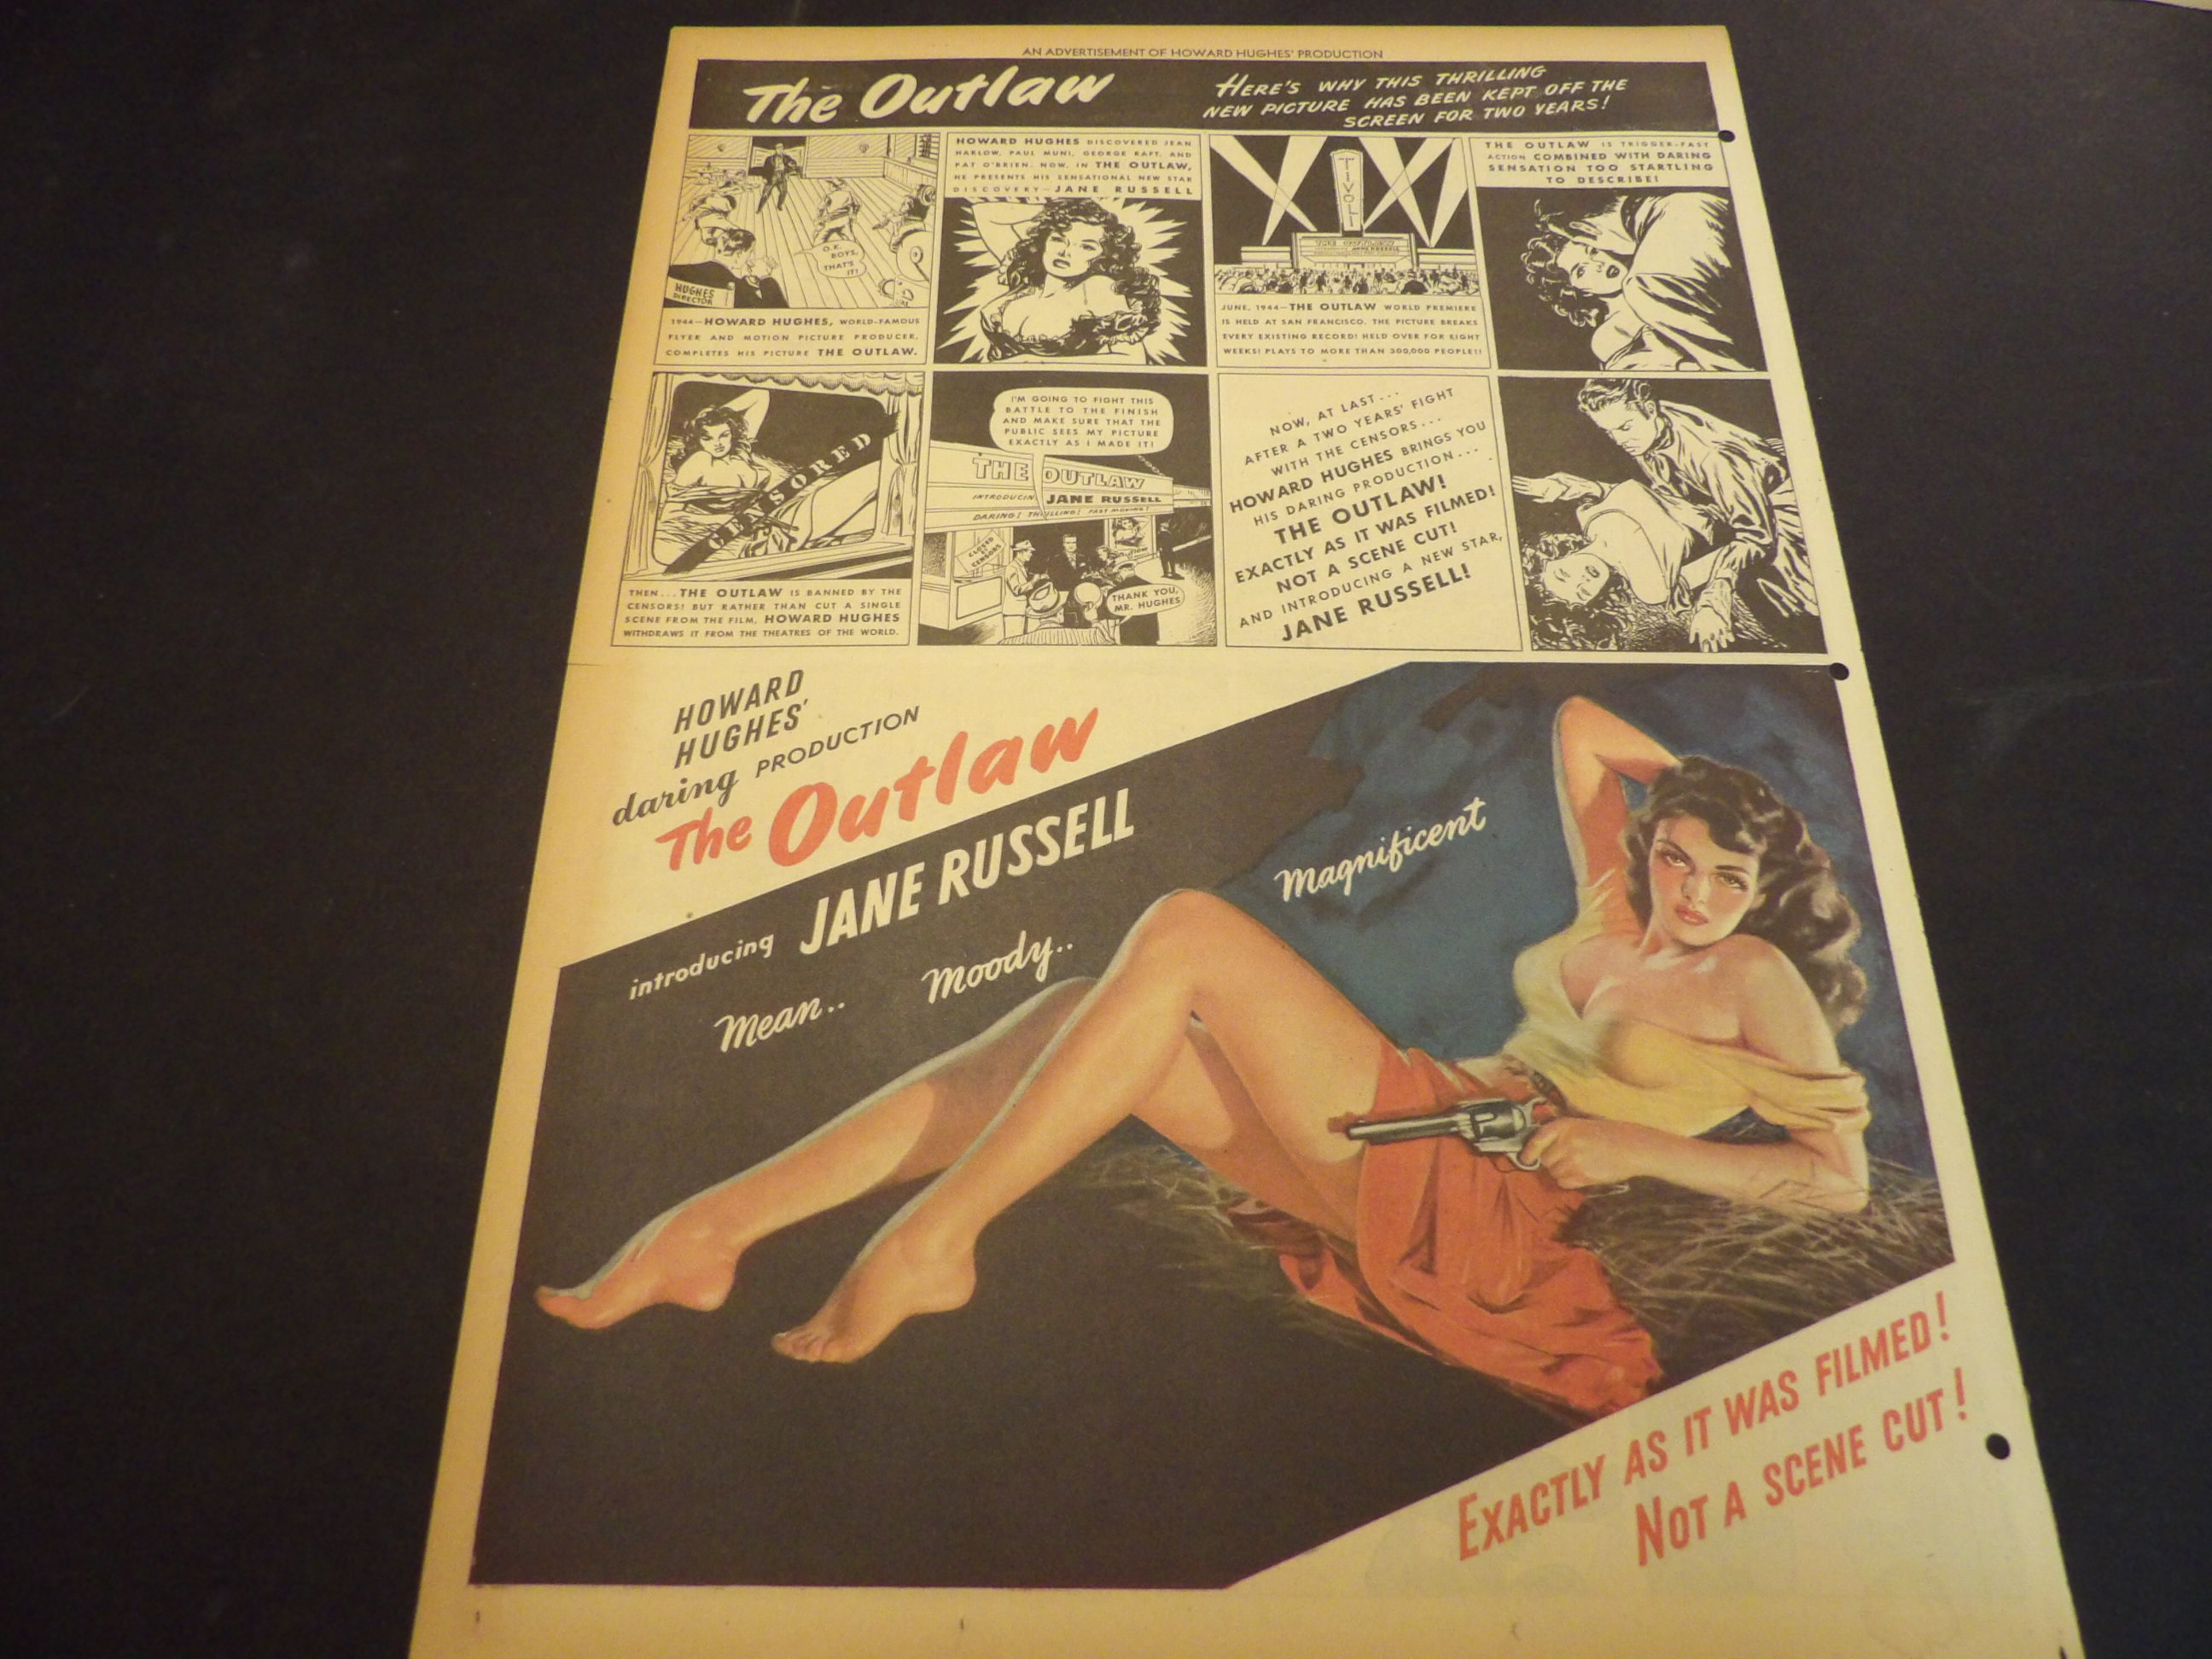 AN ADVERTISEMENT OF HOWARD HUGHES' PRODUCTION
The Outlaw
HERE'S WHY THIS THRILLING
NEW PICTURE HAS BEEN KEPT OFF THE
SCREEN FOR TWO YEARS!
O.K.
BOYS,
THAT'S
IT!
HUGHES
DIRECTOR
1944—HOWARD HUGHES, WORLD-FAMOUS
FLYER AND MOTION PICTURE PRODUCER,
COMPLETES HIS PICTURE THE OUTLAW.
HOWARD HUGHES DISCOVERED JEAN
HARLOW, PAUL MUNI, GEORGE RAFT, AND
PAT O'BRIEN. NOW, IN THE OUTLAW,
HE PRESENTS HIS SENSATIONAL NEW STAR
DISCOVERY—JANE RUSSELL
TIVOLI
THE OUTLAW
JANE RUSSELL
JUNE, 1944—THE OUTLAW WORLD PREMIERE
IS HELD AT SAN FRANCISCO. THE PICTURE BREAKS
EVERY EXISTING RECORD! HELD OVER FOR EIGHT
WEEKS! PLAYS TO MORE THAN 300,000 PEOPLE!!
THE OUTLAW IS TRIGGER-FAST
ACTION COMBINED WITH DARING
SENSATION TOO STARTLING
TO DESCRIBE!
CENSORED
THEN...THE OUTLAW IS BANNED BY THE
CENSORS! BUT RATHER THAN CUT A SINGLE
SCENE FROM THE FILM, HOWARD HUGHES
WITHDRAWS IT FROM THE THEATRES OF THE WORLD.
I'M GOING TO FIGHT THIS
BATTLE TO THE FINISH
AND MAKE SURE THAT THE
PUBLIC SEES MY PICTURE
EXACTLY AS I MADE IT!
THE OUTLAW
INTRODUCIN JANE RUSSELL
DARING! THRILLING! FAST MOVING!
CLOSED
BY
CENSORS
THANK YOU,
MR. HUGHES
NOW, AT LAST...
AFTER A TWO YEARS' FIGHT
WITH THE CENSORS...
HOWARD HUGHES BRINGS YOU
HIS DARING PRODUCTION...
THE OUTLAW!
EXACTLY AS IT WAS FILMED!
NOT A SCENE CUT!
AND INTRODUCING A NEW STAR,
JANE RUSSELL!
HOWARD
HUGHES'
daring PRODUCTION
The Outlaw
introducing JANE RUSSELL
Mean.. Moody.. Magnificent
EXACTLY AS IT WAS FILMED!
NOT A SCENE CUT!